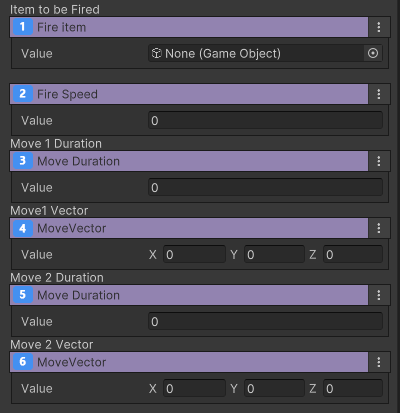 Item to be Fired
1 Fire item
Value None (Game Object)
2 Fire Speed
Value 0
Move 1 Duration
3 Move Duration
Value 0
Move1 Vector
4 MoveVector
Value X 0 Y 0 Z 0
Move 2 Duration
5 Move Duration
Value 0
Move 2 Vector
6 MoveVector
Value X 0 Y 0 Z 0